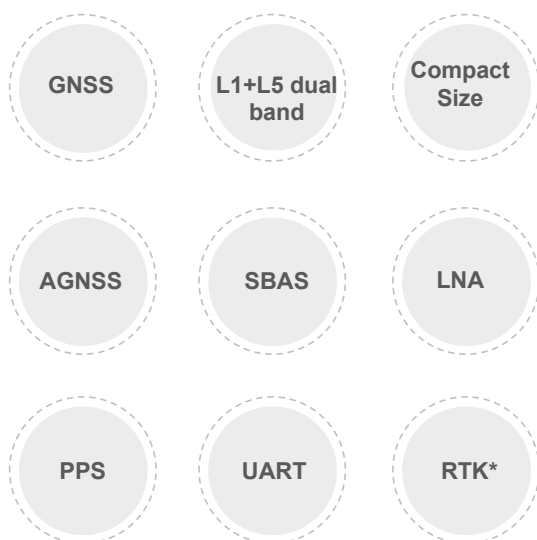 GNSS
L1+L5 dual
band
Compact
Size
AGNSS
SBAS
LNA
PPS
UART
RTK*